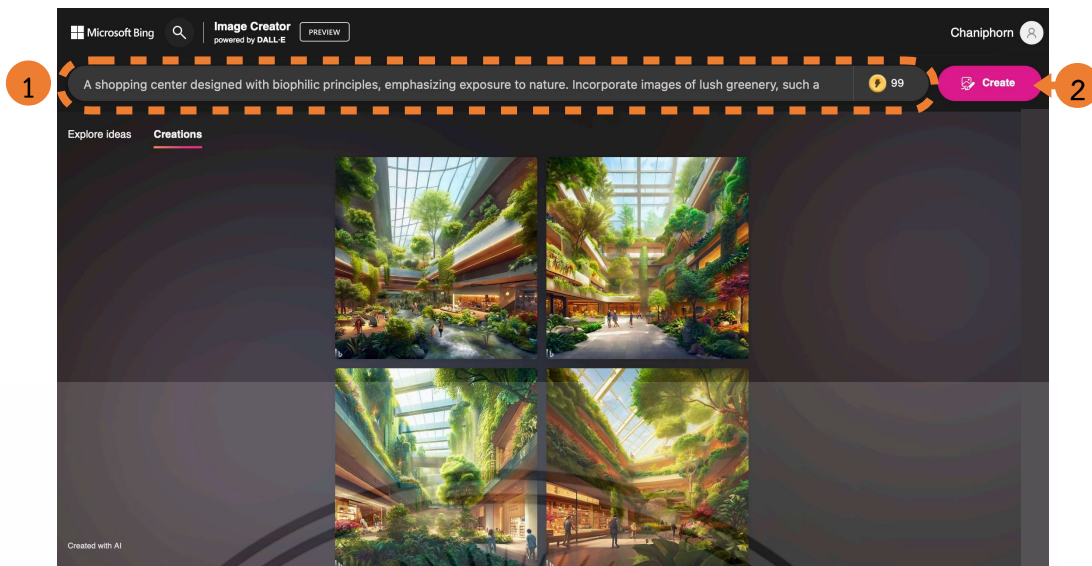 Microsoft Bing
Image Creator
powered by DALL·E
PREVIEW
Chaniphorn
1
A shopping center designed with biophilic principles, emphasizing exposure to nature. Incorporate images of lush greenery, such a
99
Create
2
Explore ideas
Creations
Created with AI